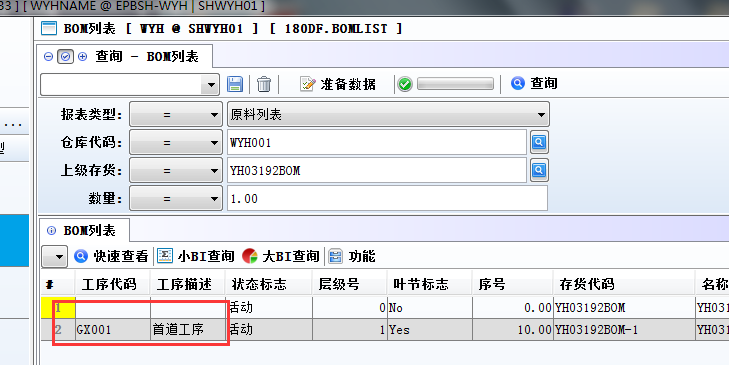 33 ] [ WYHNAME @ EPBSH-WYH | SHWYH01 ]
BOM列表 [ WYH @ SHWYH01 ] [ 180DF.BOMLIST ]
查询 - BOM列表
准备数据 查询
...
型
报表类型： = 原料列表
仓库代码： = WYH001
上级存货： = YH03192BOM
数量： = 1.00
BOM列表
快速查看 小BI查询 大BI查询 功能
# 工序代码 工序描述 状态标志 层级号 叶节标志 序号 存货代码 名称
1 活动 0 No 0.00 YH03192BOM YH03
2 GX001 首道工序 活动 1 Yes 10.00 YH03192BOM-1 YH03